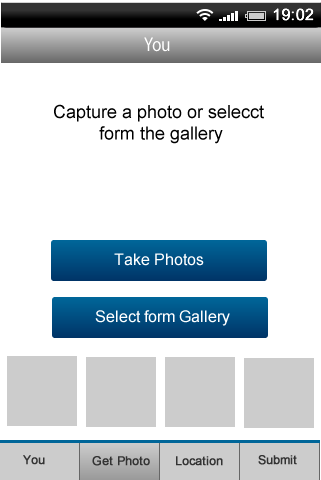 19:02
You
Capture a photo or selecct
form the gallery
Take Photos
Select form Gallery
You
Get Photo
Location
Submit